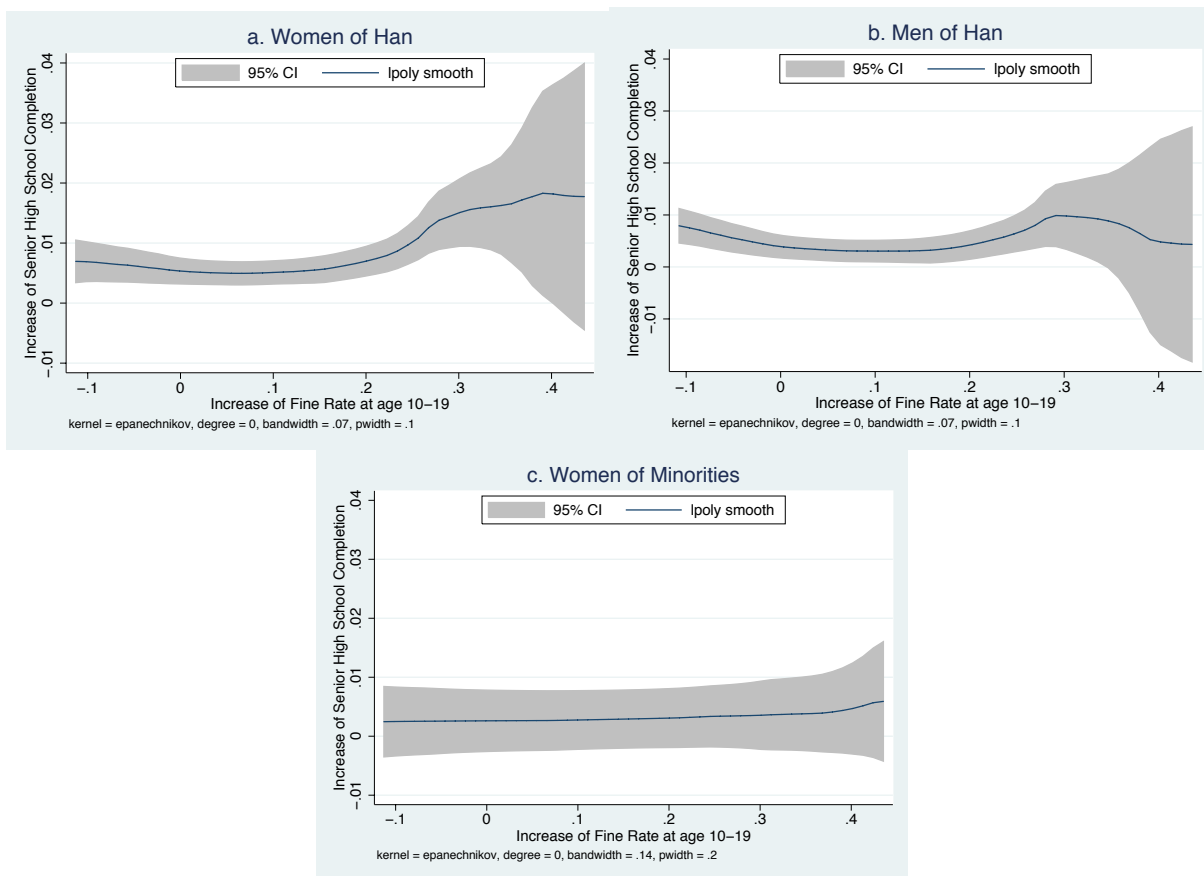 a. Women of Han
95% CI
lpoly smooth
Increase of Senior High School Completion
.04
.03
.02
.01
0
-.01
-.1
0
.1
.2
.3
.4
Increase of Fine Rate at age 10-19
kernel = epanechnikov, degree = 0, bandwidth = .07, pwidth = .1
b. Men of Han
95% CI
lpoly smooth
Increase of Senior High School Completion
.04
.03
.02
.01
0
-.01
-.1
0
.1
.2
.3
.4
Increase of Fine Rate at age 10-19
kernel = epanechnikov, degree = 0, bandwidth = .07, pwidth = .1
c. Women of Minorities
95% CI
lpoly smooth
Increase of Senior High School Completion
.04
.03
.02
.01
0
-.01
-.1
0
.1
.2
.3
.4
Increase of Fine Rate at age 10-19
kernel = epanechnikov, degree = 0, bandwidth = .14, pwidth = .2